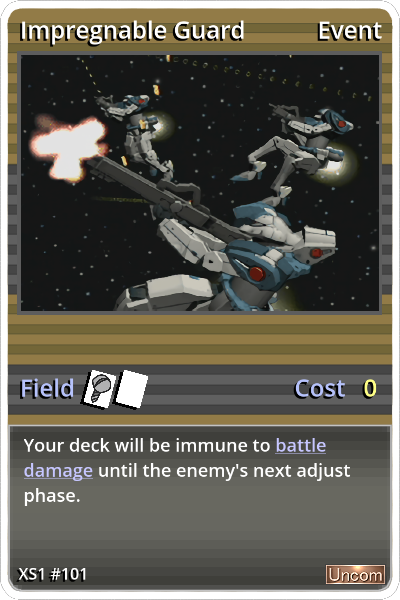 Impregnable Guard Event
Field Cost 0
Your deck will be immune to battle
damage until the enemy's next adjust
phase.
XS1 #101 Uncom